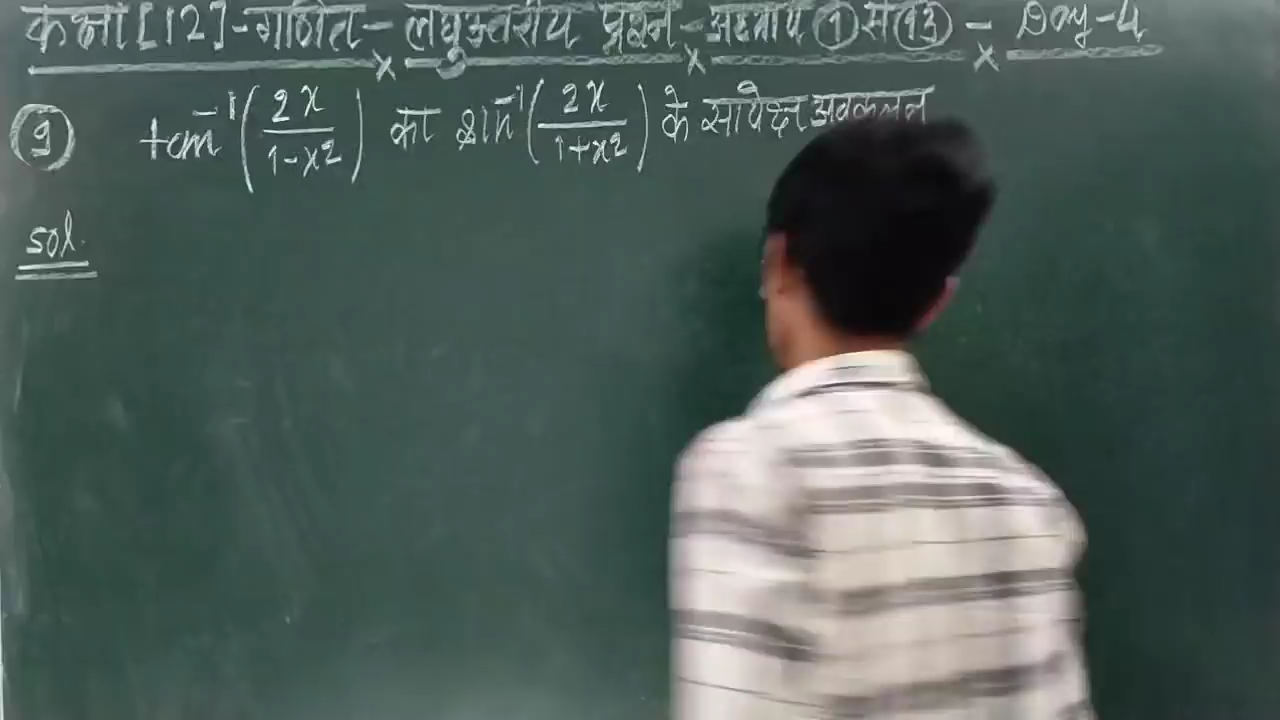 कक्षा [12] - गणित - लघुउत्तरीय प्रश्न - अध्याय ① से ⑬ - Day-4
⑨ tan⁻¹(2x/1-x²) का sin⁻¹(2x/1+x²) के सापेक्ष अवकलन
sol.